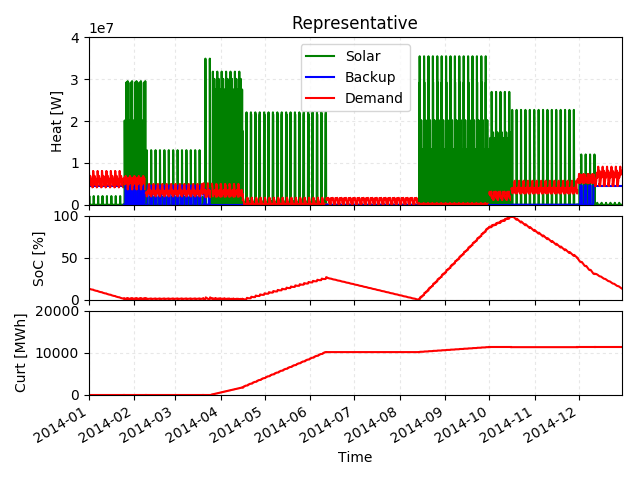 Representative
1e7
4
3
2
1
0
Heat [W]
Solar
Backup
Demand
100
50
0
SoC [%]
20000
10000
0
Curt [MWh]
2014-01
2014-02
2014-03
2014-04
2014-05
2014-06
2014-07
2014-08
2014-09
2014-10
2014-11
2014-12
Time